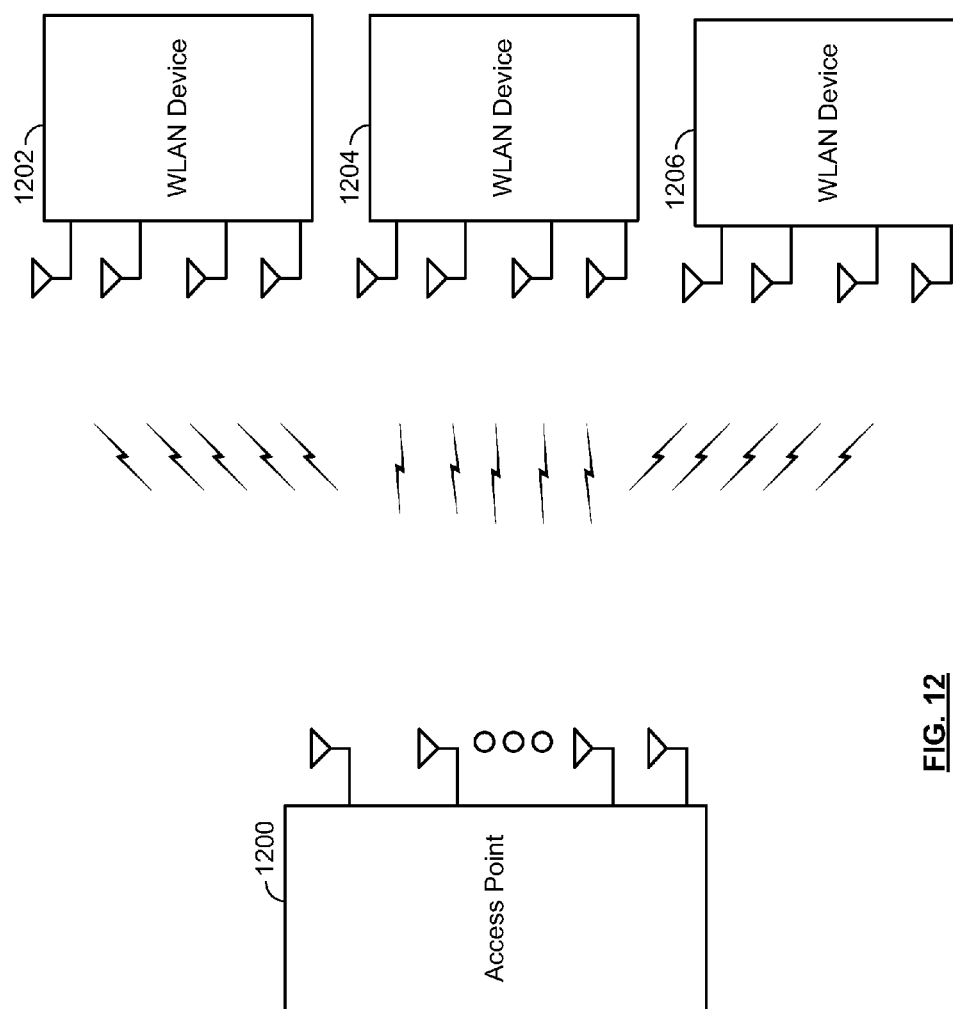 1202
WLAN Device
1204
WLAN Device
1206
WLAN Device
1200
Access Point
FIG. 12